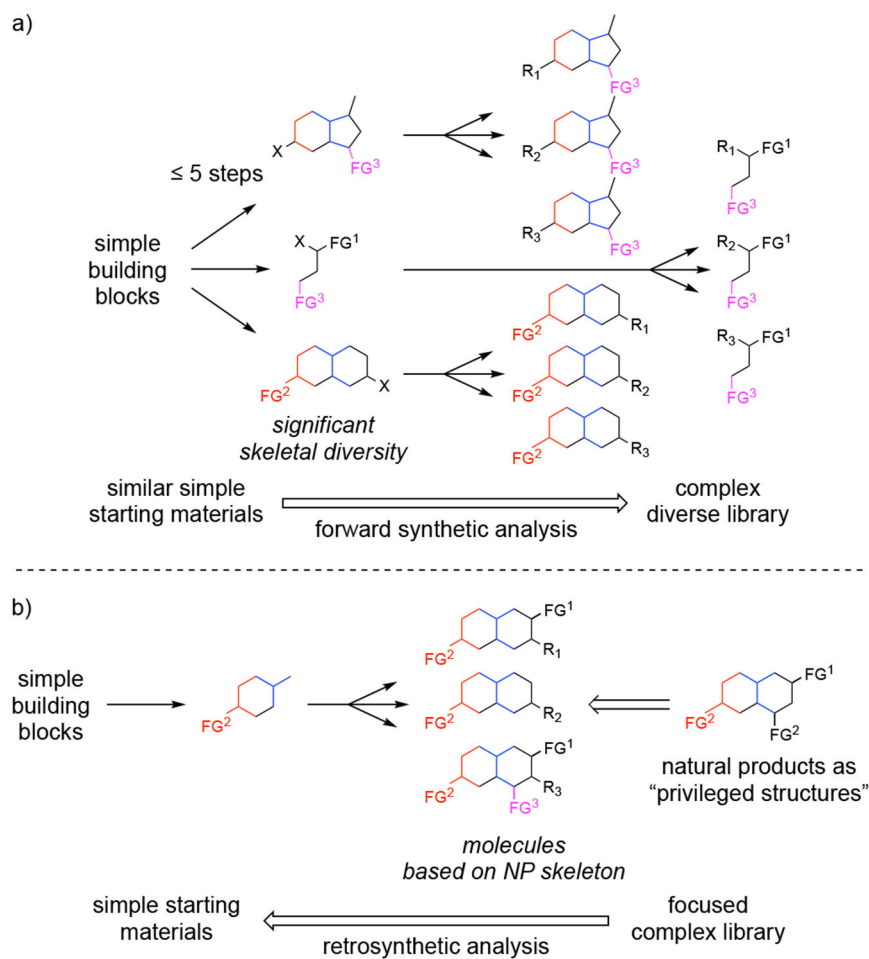 a)
R₁
FG³
X
FG³
R₁
FG¹
FG³
≤ 5 steps
R₂
FG³
simple
building
blocks
X
FG¹
FG³
R₃
FG³
R₂
FG¹
FG³
FG²
R₁
FG²
X
FG²
R₂
R₃
FG¹
FG³
significant
skeletal diversity
FG²
R₃
similar simple
starting materials
forward synthetic analysis
complex
diverse library
b)
FG¹
FG²
R₁
simple
building
blocks
FG²
FG²
R₂
FG¹
FG²
FG²
FG¹
FG²
R₃
FG³
natural products as
“privileged structures”
molecules
based on NP skeleton
simple starting
materials
retrosynthetic analysis
focused
complex library